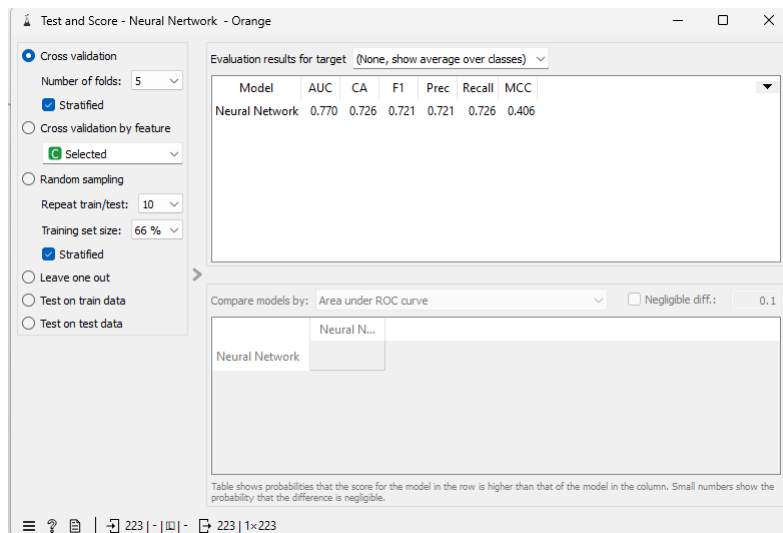 Test and Score - Neural Nertwork - Orange
Cross validation
Number of folds: 5
Stratified
Cross validation by feature
C Selected
Random sampling
Repeat train/test: 10
Training set size: 66 %
Stratified
Leave one out
Test on train data
Test on test data
Evaluation results for target (None, show average over classes)
Model AUC CA F1 Prec Recall MCC
Neural Network 0.770 0.726 0.721 0.721 0.726 0.406
Compare models by: Area under ROC curve Negligible diff.: 0.1
Neural N...
Neural Network
Table shows probabilities that the score for the model in the row is higher than that of the model in the column. Small numbers show the
probability that the difference is negligible.
? 223 | - | - 223 | 1×223